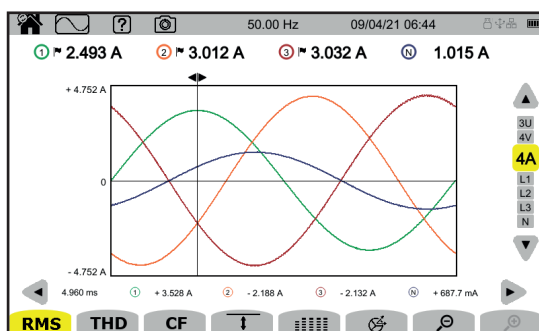 ? 50.00 Hz 09/04/21 06:44
1 2.493 A 2 3.012 A 3 3.032 A N 1.015 A
+ 4.752 A
0
- 4.752 A
3U
4V
4A
L1
L2
L3
N
4.960 ms 1 + 3.528 A 2 - 2.188 A 3 - 2.132 A N + 687.7 mA
RMS THD CF